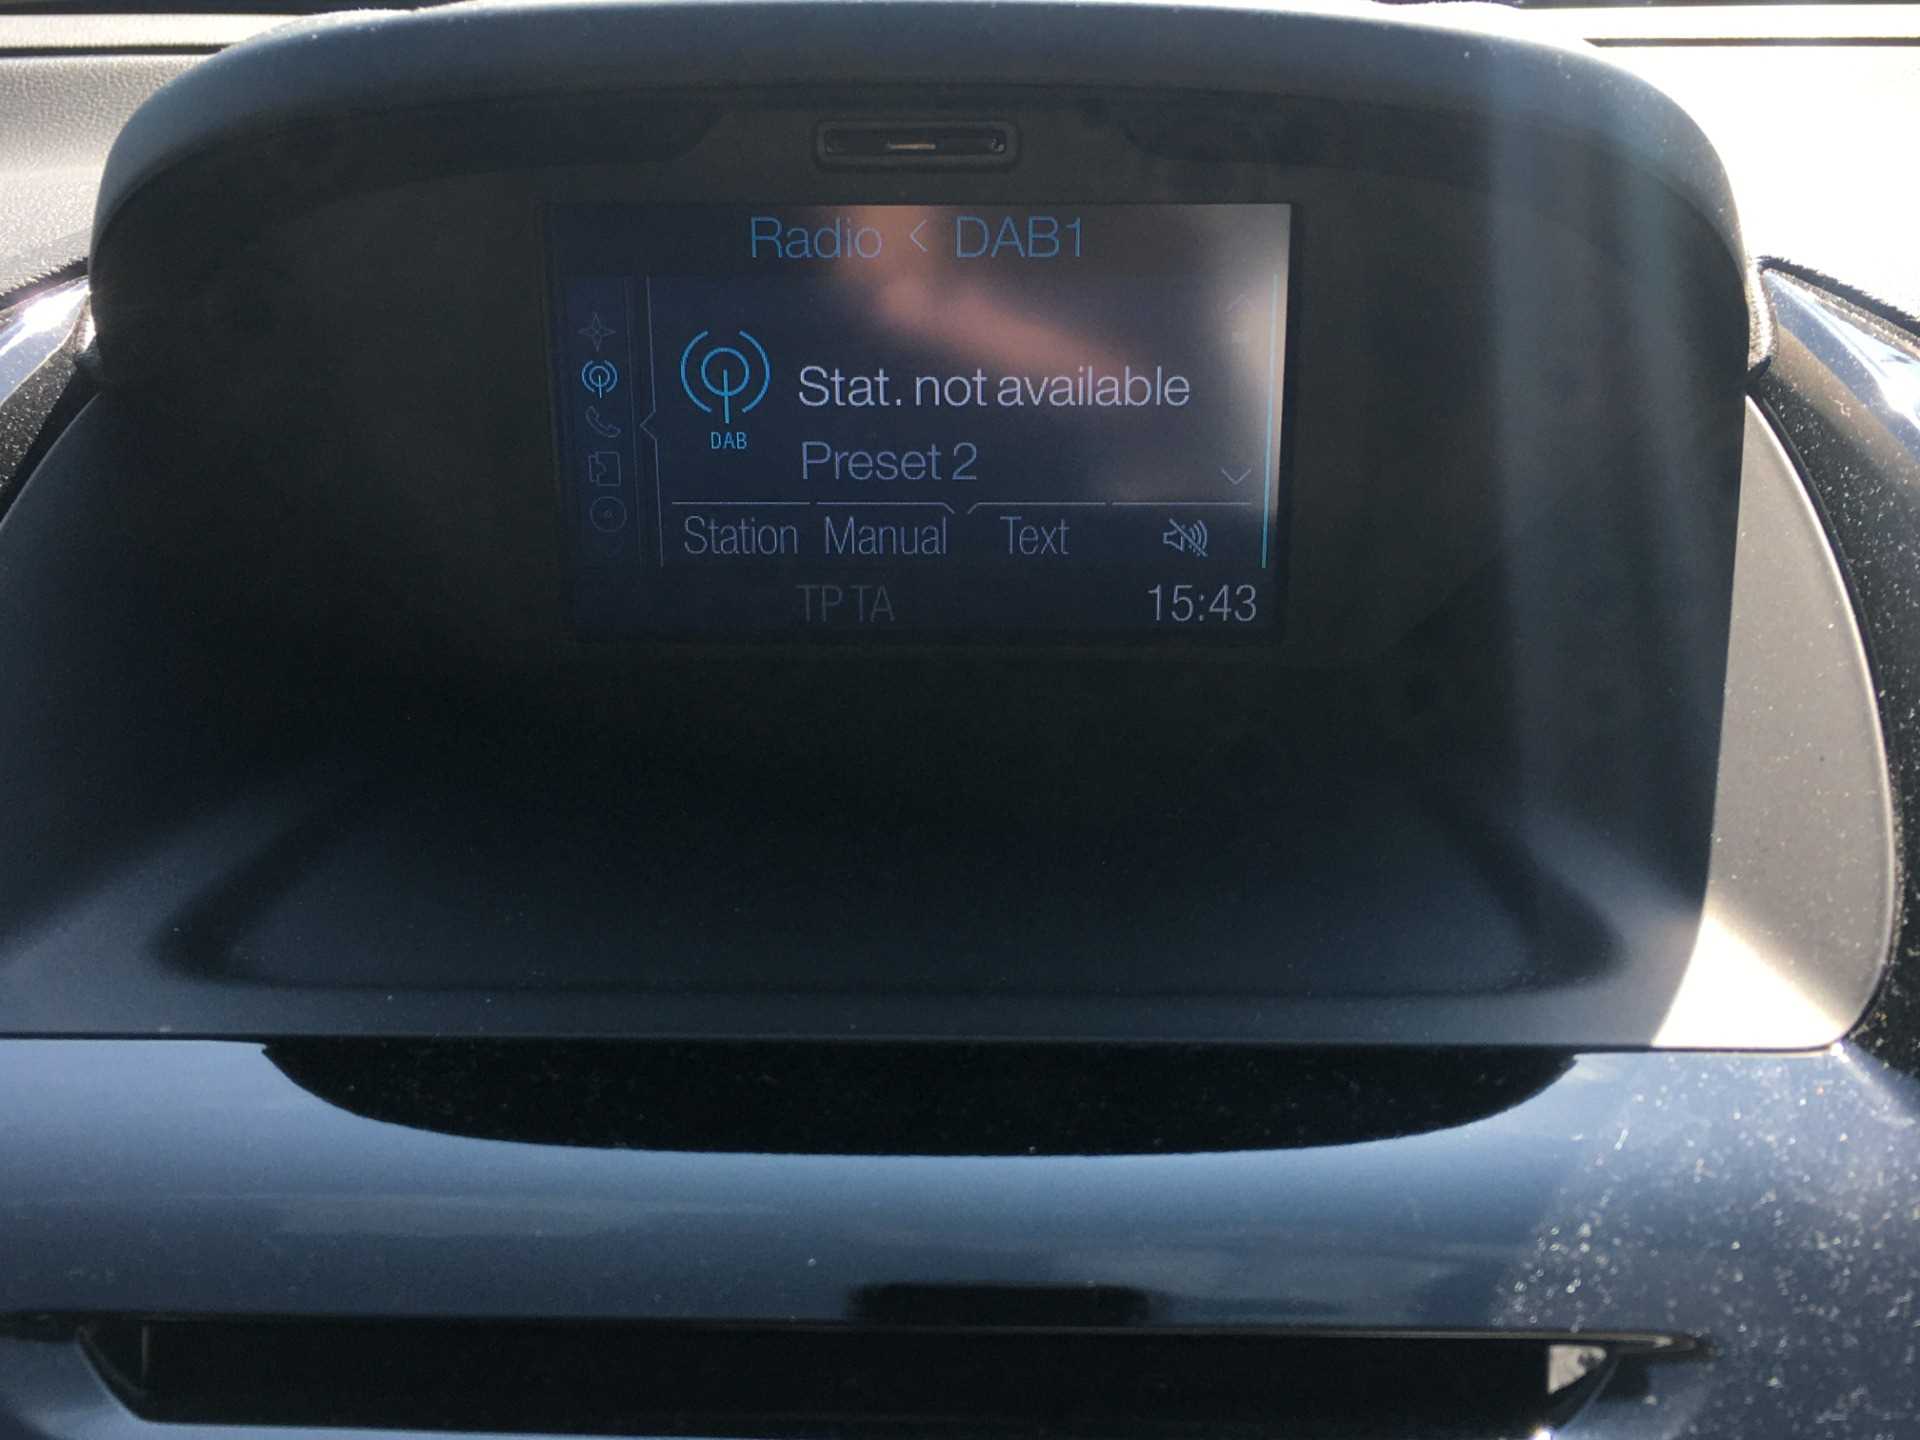 Radio < DAB1
Stat. not available
DAB
Preset 2
Station Manual Text
TP TA 15:43